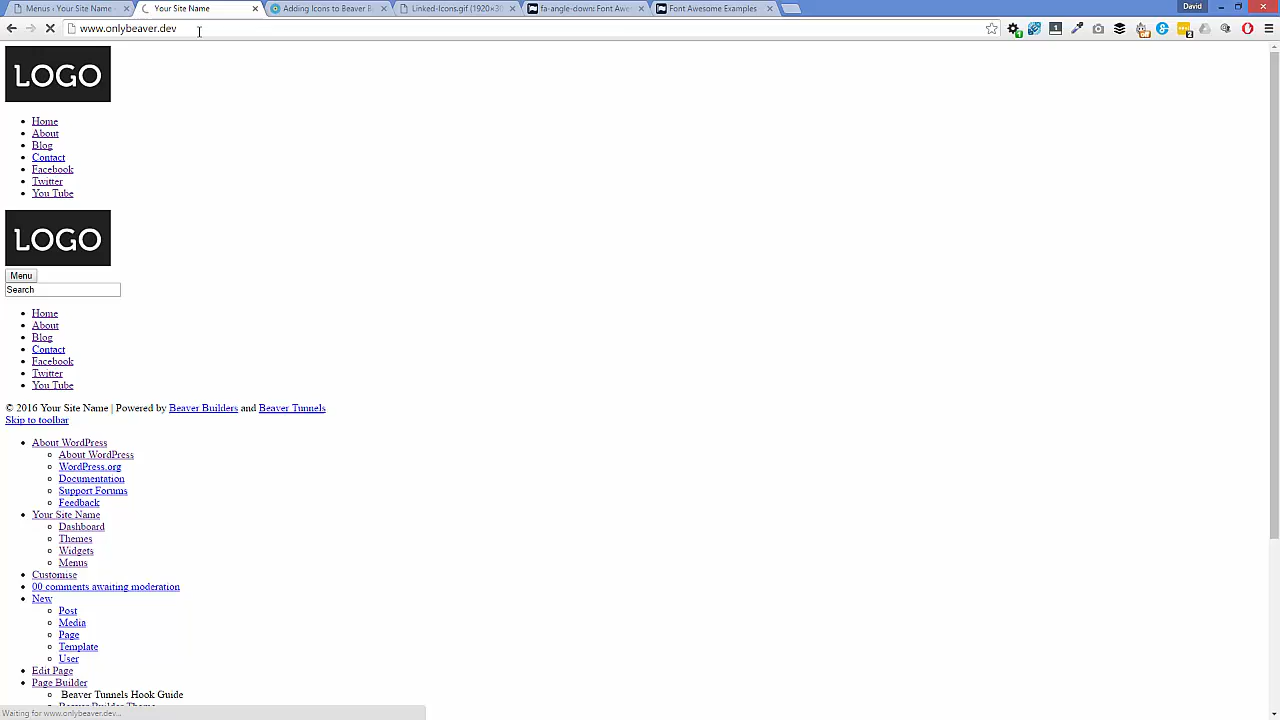 Menus ‹ Your Site Name -
Your Site Name
Adding Icons to Beaver B
Linked-Icons.gif (1920×30
fa-angle-down: Font Awe
Font Awesome Examples
David
www.onlybeaver.dev
LOGO
Home
About
Blog
Contact
Facebook
Twitter
You Tube
LOGO
Menu
Search
Home
About
Blog
Contact
Facebook
Twitter
You Tube
© 2016 Your Site Name | Powered by Beaver Builders and Beaver Tunnels
Skip to toolbar
About WordPress
About WordPress
WordPress.org
Documentation
Support Forums
Feedback
Your Site Name
Dashboard
Themes
Widgets
Menus
Customise
00 comments awaiting moderation
New
Post
Media
Page
Template
User
Edit Page
Page Builder
Beaver Tunnels Hook Guide
Beaver Builder Theme
Waiting for www.onlybeaver.dev...